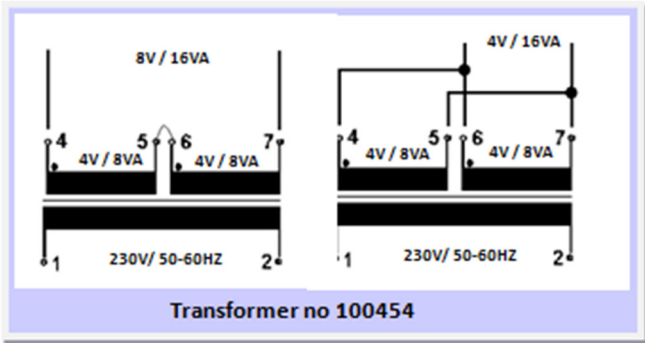 8V / 16VA
4 5 6 7
4V / 8VA 4V / 8VA
1 230V/ 50-60HZ 2
4V / 16VA
4 5 6 7
4V / 8VA 4V / 8VA
1 230V/ 50-60HZ 2
Transformer no 100454